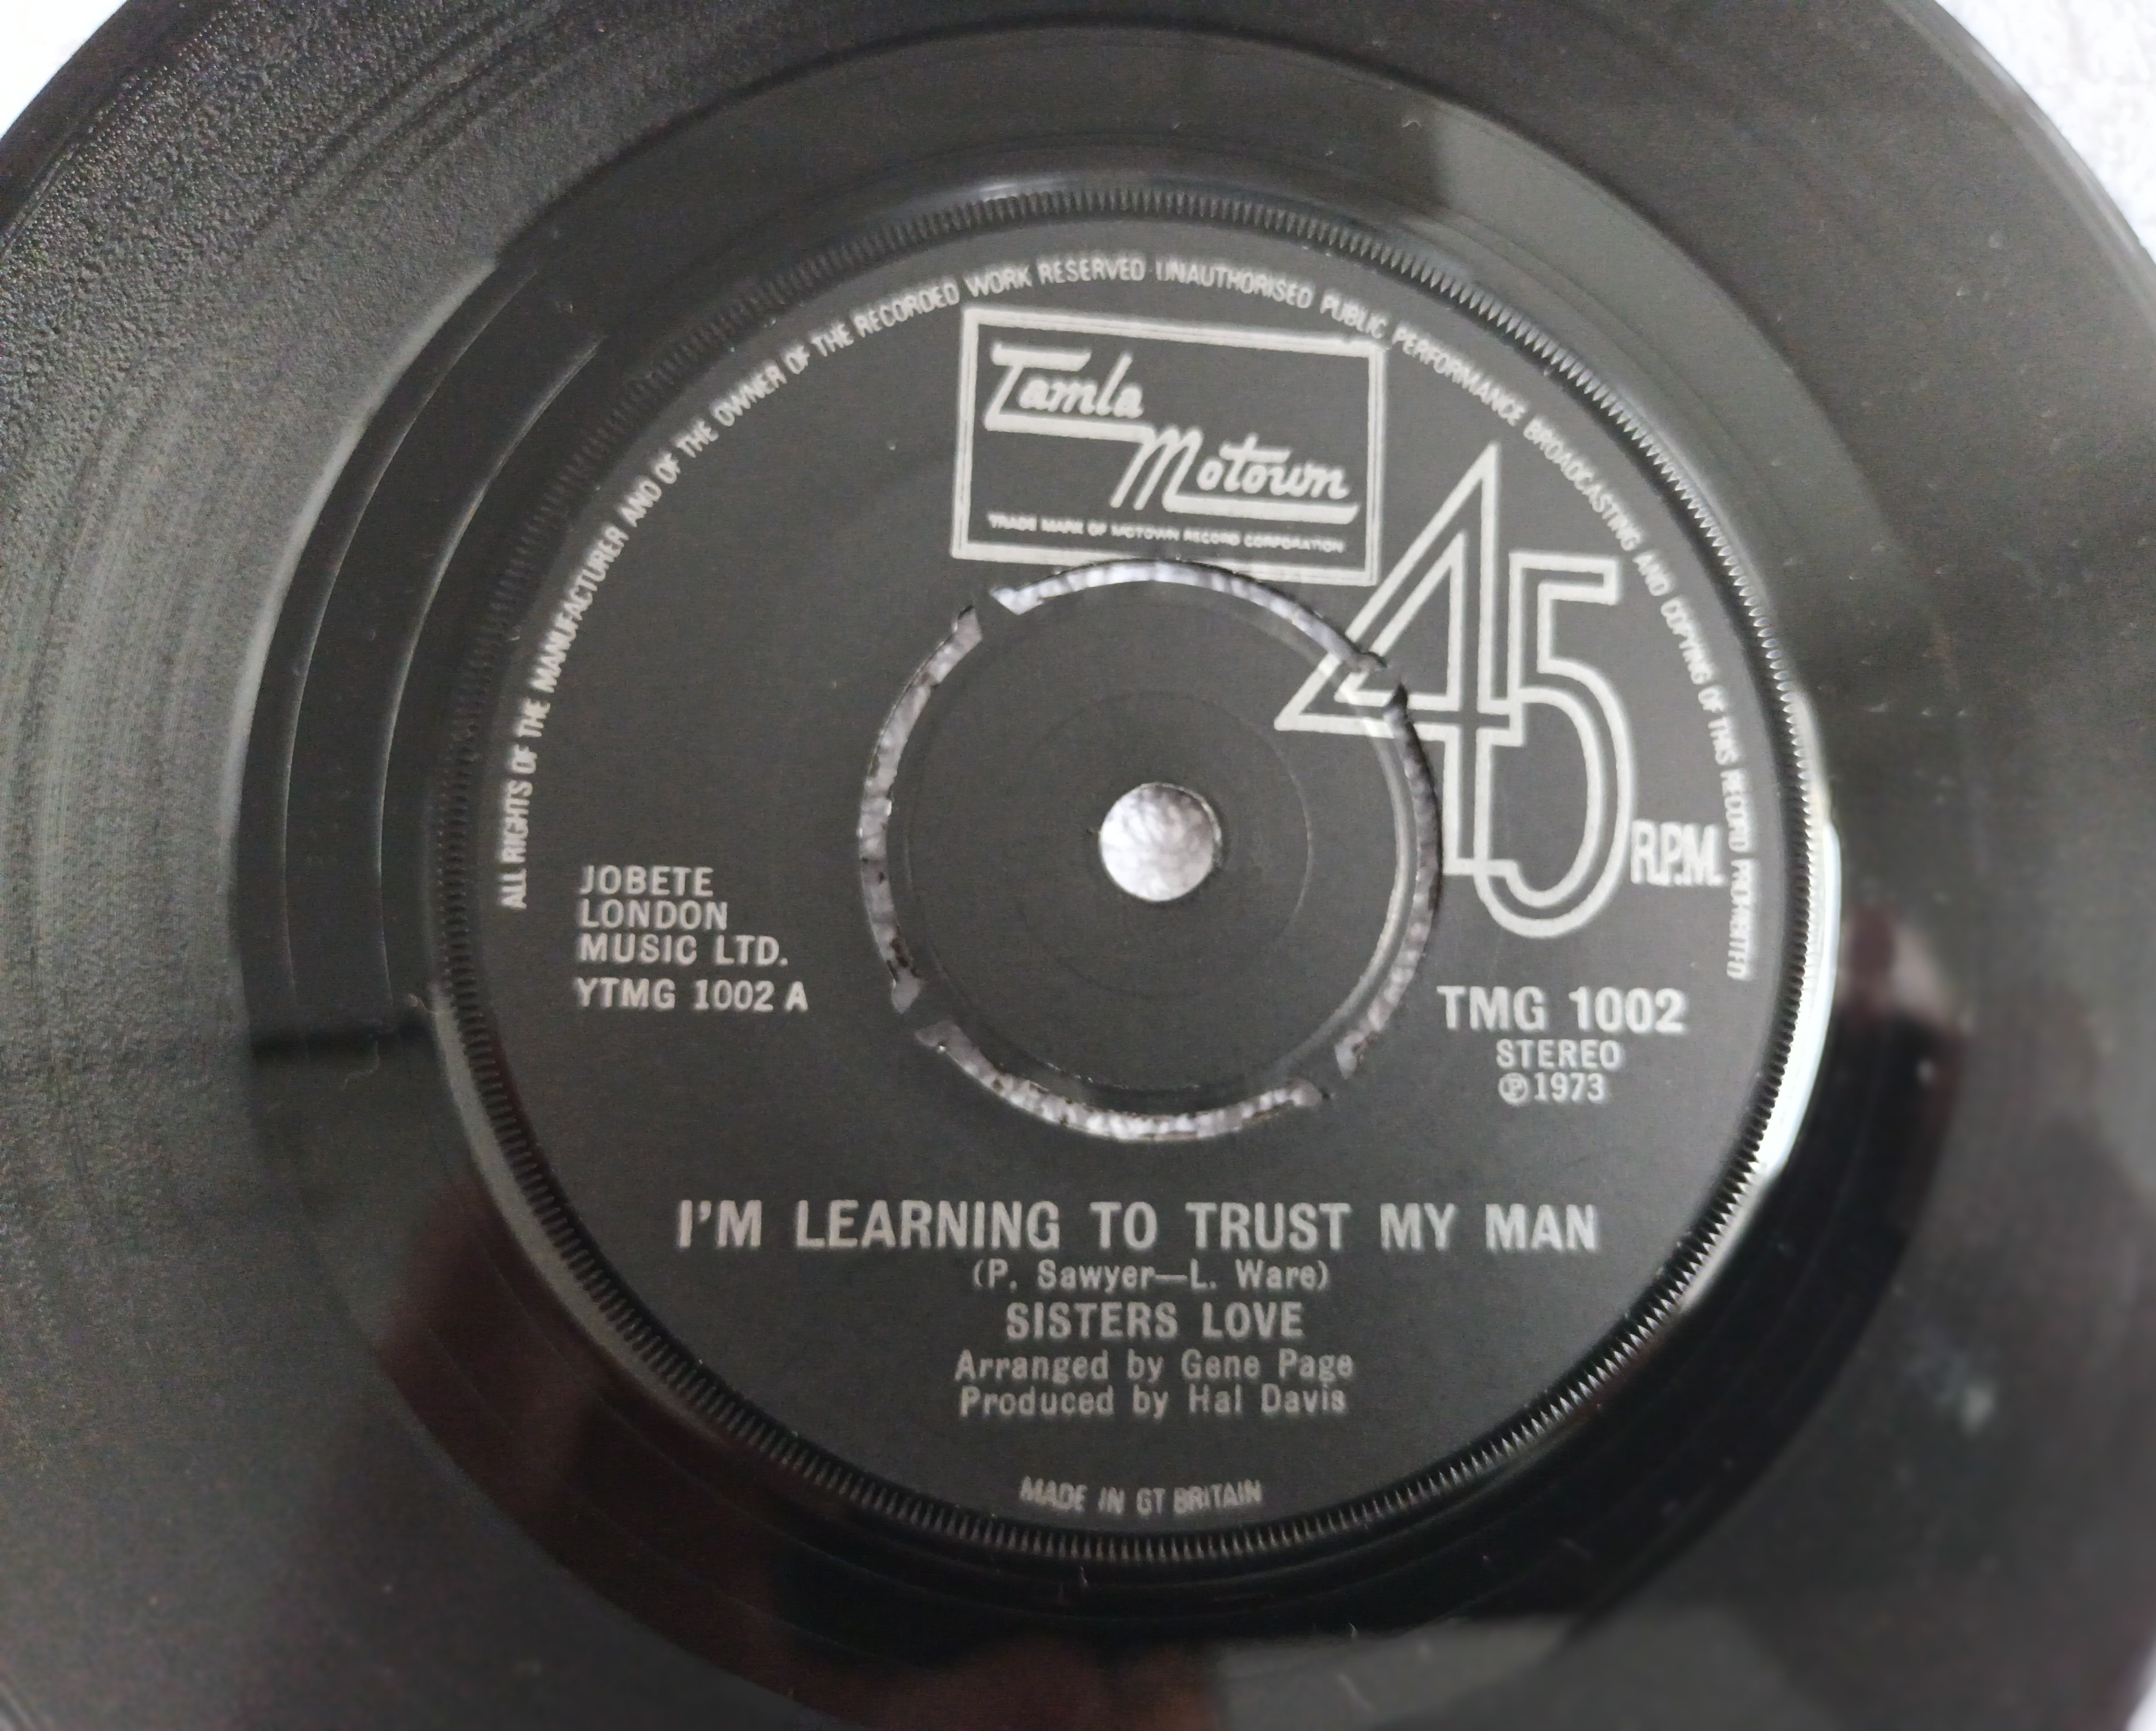 ALL RIGHTS OF THE MANUFACTURER AND OF THE OWNER OF THE RECORDED WORK RESERVED UNAUTHORISED PUBLIC PERFORMANCE BROADCASTING AND COPYING OF THIS RECORD PROHIBITED
Tamla
Motown
TRADE MARK OF MOTOWN RECORD CORPORATION
45
R.P.M.
JOBETE
LONDON
MUSIC LTD.
YTMG 1002 A
TMG 1002
STEREO
℗1973
I'M LEARNING TO TRUST MY MAN
(P. Sawyer—L. Ware)
SISTERS LOVE
Arranged by Gene Page
Produced by Hal Davis
MADE IN GT BRITAIN